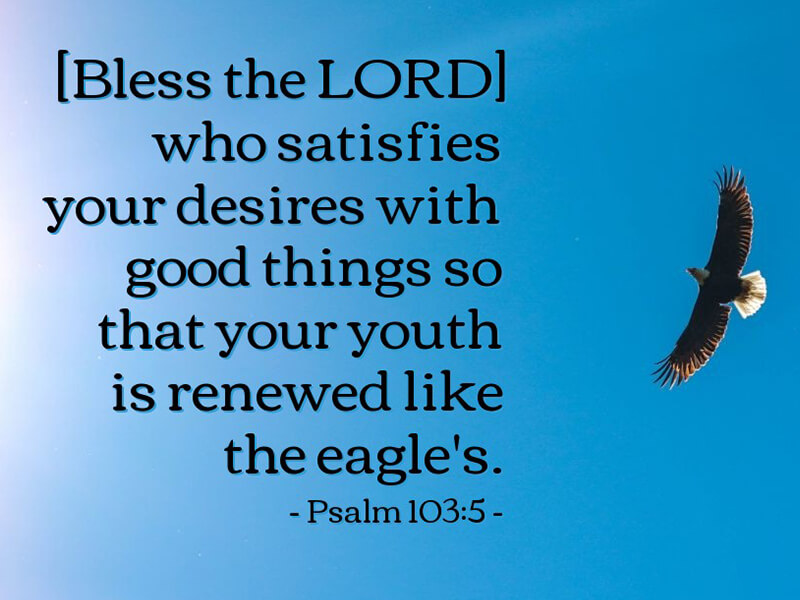 [Bless the LORD]
who satisfies
your desires with
good things so
that your youth
is renewed like
the eagle's.
- Psalm 103:5 -